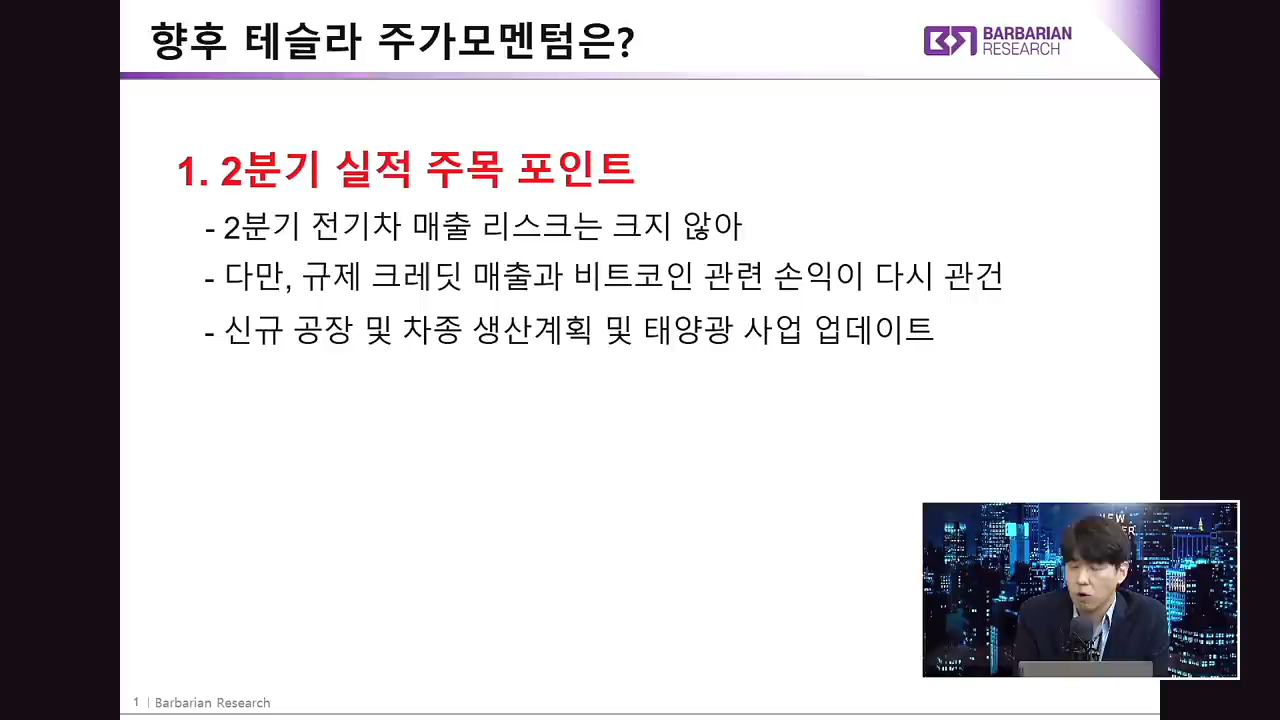 향후 테슬라 주가모멘텀은?
BARBARIAN
RESEARCH
1. 2분기 실적 주목 포인트
- 2분기 전기차 매출 리스크는 크지 않아
- 다만, 규제 크레딧 매출과 비트코인 관련 손익이 다시 관건
- 신규 공장 및 차종 생산계획 및 태양광 사업 업데이트
1 | Barbarian Research